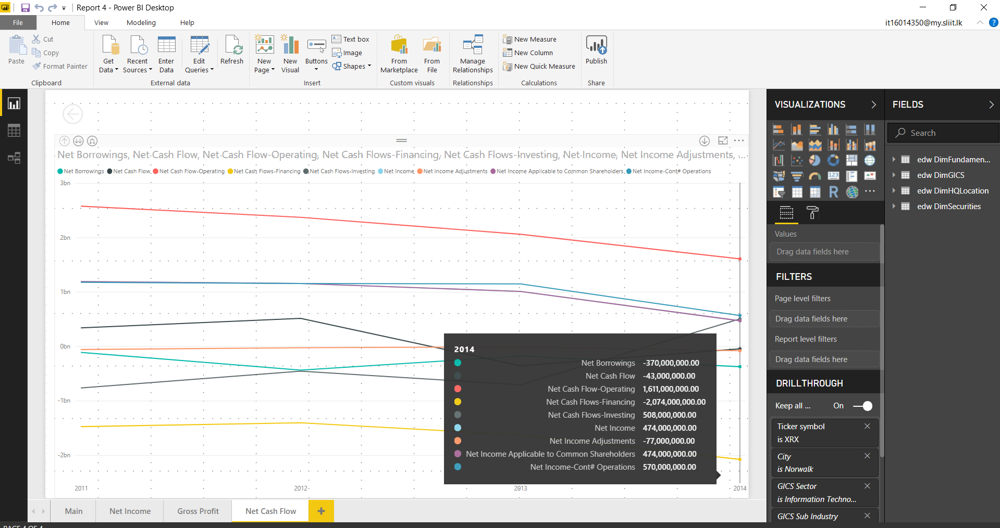 Report 4 - Power BI Desktop
File
Home
View
Modeling
Help
it16014350@my.sliit.lk
?
Paste
Cut
Copy
Format Painter
Clipboard
Get Data
Recent Sources
Enter Data
Edit Queries
Refresh
External data
New Page
New Visual
Buttons
Text box
Image
Shapes
Insert
From Marketplace
From File
Custom visuals
Manage Relationships
Relationships
New Measure
New Column
New Quick Measure
Calculations
Publish
Share
Net Borrowings, Net Cash Flow, Net Cash Flow-Operating, Net Cash Flows-Financing, Net Cash Flows-Investing, Net Income, Net Income Adjustments, ...
Net Borrowings Net Cash Flow Net Cash Flow-Operating Net Cash Flows-Financing Net Cash Flows-Investing Net Income Net Income Adjustments Net Income Applicable to Common Shareholders Net Income-Cont# Operations
3bn
2bn
1bn
0bn
-1bn
-2bn
2011
2012
2013
2014
2014
Net Borrowings -370,000,000.00
Net Cash Flow -43,000,000.00
Net Cash Flow-Operating 1,611,000,000.00
Net Cash Flows-Financing -2,074,000,000.00
Net Cash Flows-Investing 508,000,000.00
Net Income 474,000,000.00
Net Income Adjustments -77,000,000.00
Net Income Applicable to Common Shareholders 474,000,000.00
Net Income-Cont# Operations 570,000,000.00
Main
Net Income
Gross Profit
Net Cash Flow
+
PAGE 4 OF 4
VISUALIZATIONS
123
R
Values
Drag data fields here
FILTERS
Page level filters
Drag data fields here
Report level filters
Drag data fields here
DRILLTHROUGH
Keep all ... On
Ticker symbol
is XRX
City
is Norwalk
GICS Sector
is Information Techno...
GICS Sub Industry
FIELDS
Search
edw DimFundamen...
edw DimGICS
edw DimHQLocation
edw DimSecurities